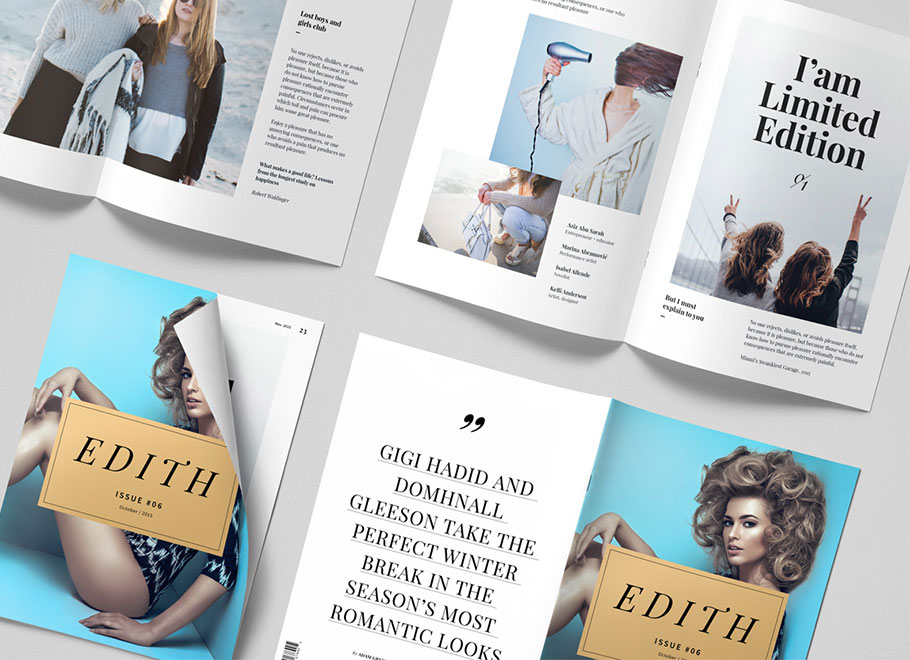 Lost boys and
girls club
No one rejects, dislikes, or avoids
pleasure itself, because it is
pleasure, but because those who
do not know how to pursue
pleasure rationally encounter
consequences that are extremely
painful. Circumstances occur in
which toil and pain can procure
him some great pleasure.
Enjoy a pleasure that has no
annoying consequences, or one
who avoids a pain that produces no
resultant pleasure.
What makes a good life? Lessons
from the longest study on
happiness
Robert Waldinger
consequences, or one who
no resultant pleasure
Aziz Abu Sarah
Entrepreneur + educator
Marina Abramović
Performance artist
Isabel Allende
Novelist
Kelli Anderson
Artist, designer
I'am
Limited
Edition
0/1
But I must
explain to you
No one rejects, dislikes, or avoids pleasure itself,
because it is pleasure, but because those who do not
know how to pursue pleasure rationally encounter
consequences that are extremely painful.
Miami's Swankiest Garage, 2015
Nov, 2015
23
EDITH
ISSUE #06
October / 2015
”
GIGI HADID AND
DOMHNALL
GLEESON TAKE THE
PERFECT WINTER
BREAK IN THE
SEASON'S MOST
ROMANTIC LOOKS
By ADAM
EDITH
ISSUE #06